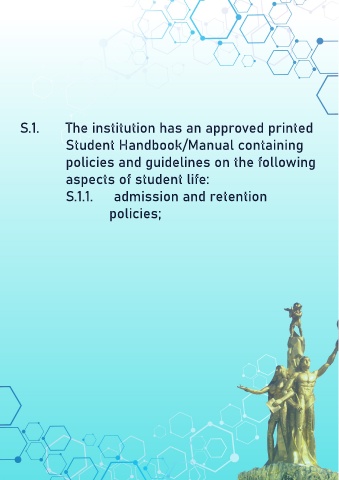 S.1. The institution has an approved printed
Student Handbook/Manual containing
policies and guidelines on the following
aspects of student life:
S.1.1. admission and retention
policies;